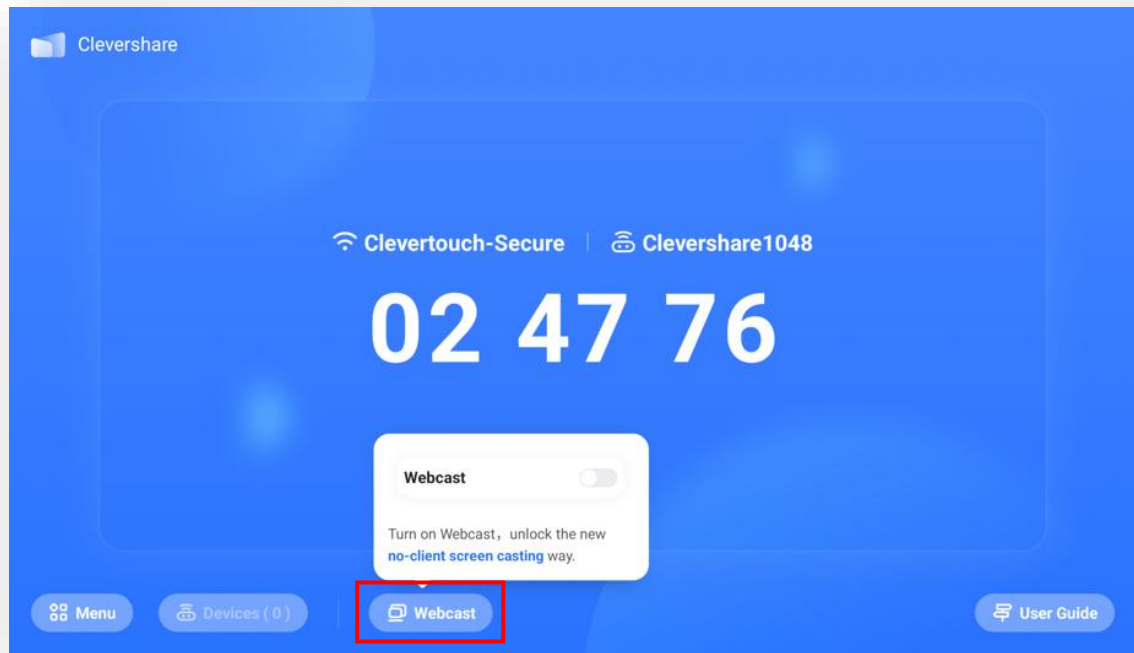 Clevershare
Clevertouch-Secure | Clevershare1048
02 47 76
Webcast
Turn on Webcast，unlock the new
no-client screen casting way.
Menu
Devices ( 0 )
Webcast
User Guide